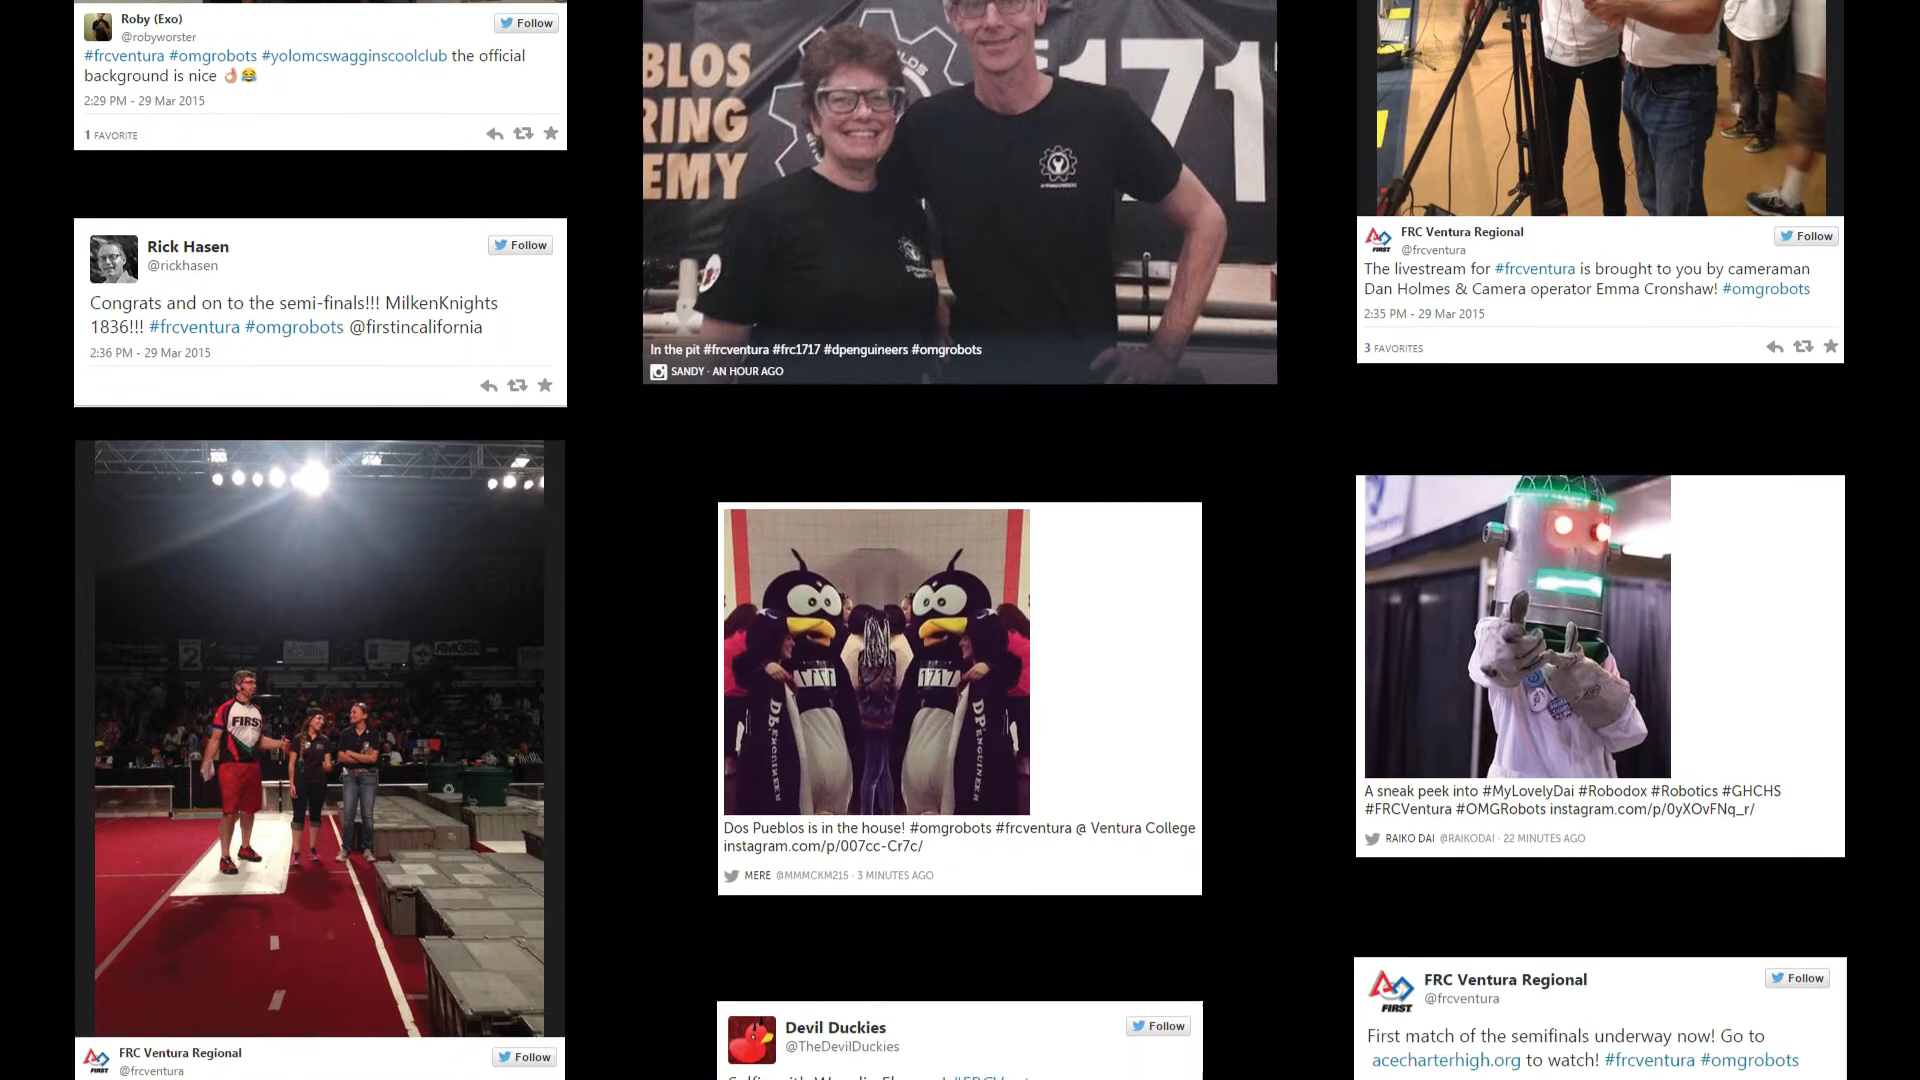 Roby (Exo)
@robyworster
Follow
#frcventura #omgrobots #yolomcswagginscoolclub the official
background is nice 👌😂
2:29 PM - 29 Mar 2015
1 FAVORITE
Rick Hasen
@rickhasen
Follow
Congrats and on to the semi-finals!!! MilkenKnights
1836!!! #frcventura #omgrobots @firstincalifornia
2:36 PM - 29 Mar 2015
2
AMGEN
FIRST
FIRST
FRC Ventura Regional
@frcventura
Follow
BLOS
RING
EMY
171
In the pit #frcventura #frc1717 #dpenguineers #omgrobots
SANDY · AN HOUR AGO
1717
1717
DPENGUINEER
DPENGUINEER
Dos Pueblos is in the house! #omgrobots #frcventura @ Ventura College
instagram.com/p/007cc-Cr7c/
MERE @MMMCKM215 · 3 MINUTES AGO
Devil Duckies
@TheDevilDuckies
Follow
FIRST
FRC Ventura Regional
@frcventura
Follow
The livestream for #frcventura is brought to you by cameraman
Dan Holmes & Camera operator Emma Cronshaw! #omgrobots
2:35 PM - 29 Mar 2015
3 FAVORITES
A sneak peek into #MyLovelyDai #Robodox #Robotics #GHCHS
#FRCVentura #OMGRobots instagram.com/p/0yXOvFNq_r/
RAIKO DAI @RAIKODAI · 22 MINUTES AGO
FIRST
FRC Ventura Regional
@frcventura
Follow
First match of the semifinals underway now! Go to
acecharterhigh.org to watch! #frcventura #omgrobots